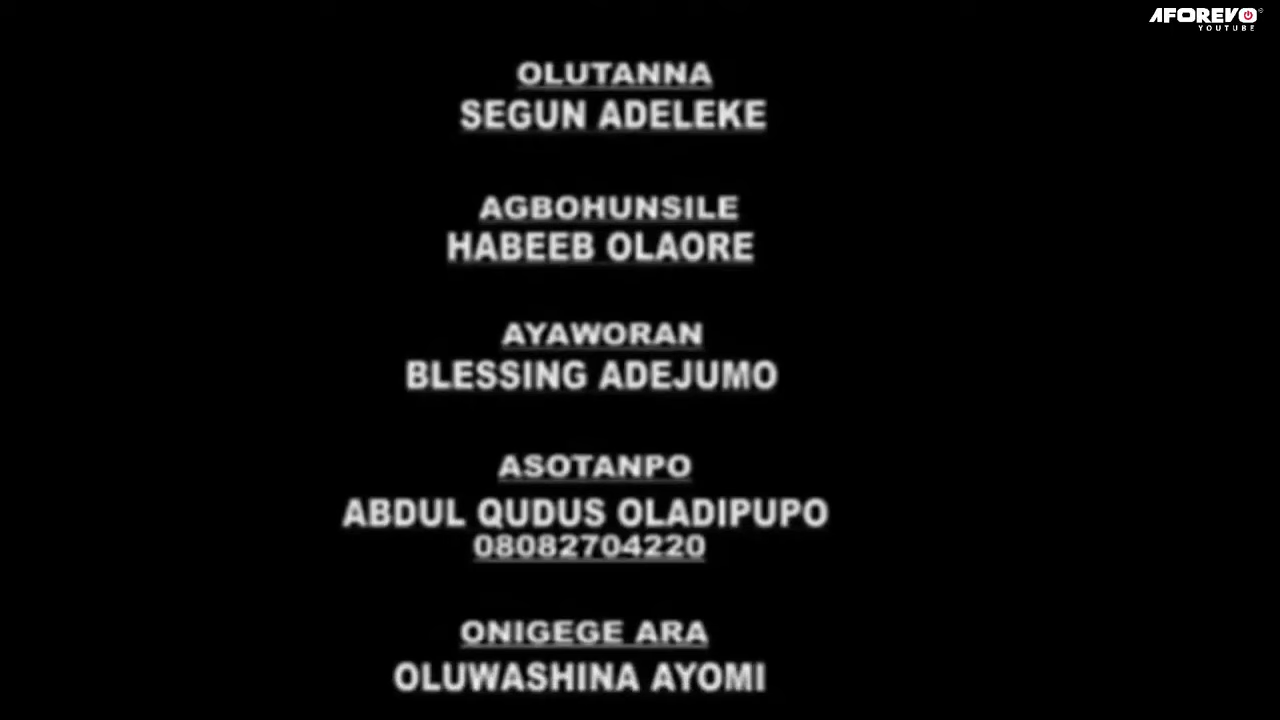 AFOREVO
YOUTUBE
OLUTANNA
SEGUN ADELEKE
AGBOHUNSILE
HABEEB OLAORE
AYAWORAN
BLESSING ADEJUMO
ASOTANPO
ABDUL QUDUS OLADIPUPO
08082704220
ONIGEGE ARA
OLUWASHINA AYOMI